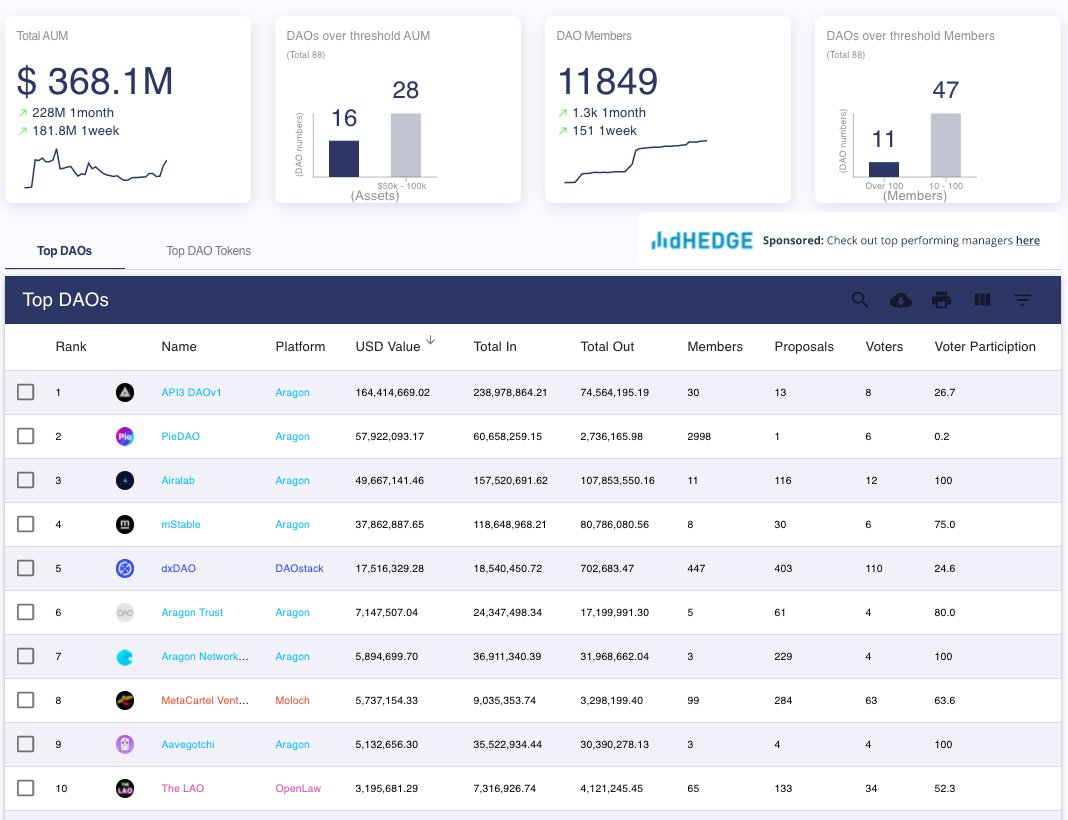 Total AUM
$ 368.1M
228M 1month
181.8M 1week
DAOs over threshold AUM
(Total 88)
28
16
(DAO numbers)
$50k - 100k
(Assets)
DAO Members
11849
1.3k 1month
151 1week
DAOs over threshold Members
(Total 88)
47
11
(DAO numbers)
Over 100 10 - 100
(Members)
Top DAOs Top DAO Tokens
dHEDGE Sponsored: Check out top performing managers here
Top DAOs
Rank Name Platform USD Value Total In Total Out Members Proposals Voters Voter Particiption
1 API3 DAOv1 Aragon 164,414,669.02 238,978,864.21 74,564,195.19 30 13 8 26.7
2 Pie PieDAO Aragon 57,922,093.17 60,658,259.15 2,736,165.98 2998 1 6 0.2
3 Airalab Aragon 49,667,141.46 157,520,691.62 107,853,550.16 11 116 12 100
4 m mStable Aragon 37,862,887.65 118,648,968.21 80,786,080.56 8 30 6 75.0
5 dxDAO DAOstack 17,516,329.28 18,540,450.72 702,683.47 447 403 110 24.6
6 DAO Aragon Trust Aragon 7,147,507.04 24,347,498.34 17,199,991.30 5 61 4 80.0
7 Aragon Network... Aragon 5,894,699.70 36,911,340.39 31,968,662.04 3 229 4 100
8 MetaCartel Vent... Moloch 5,737,154.33 9,035,353.74 3,298,199.40 99 284 63 63.6
9 Aavegotchi Aragon 5,132,656.30 35,522,934.44 30,390,278.13 3 4 4 100
10 THE LAO The LAO OpenLaw 3,195,681.29 7,316,926.74 4,121,245.45 65 133 34 52.3